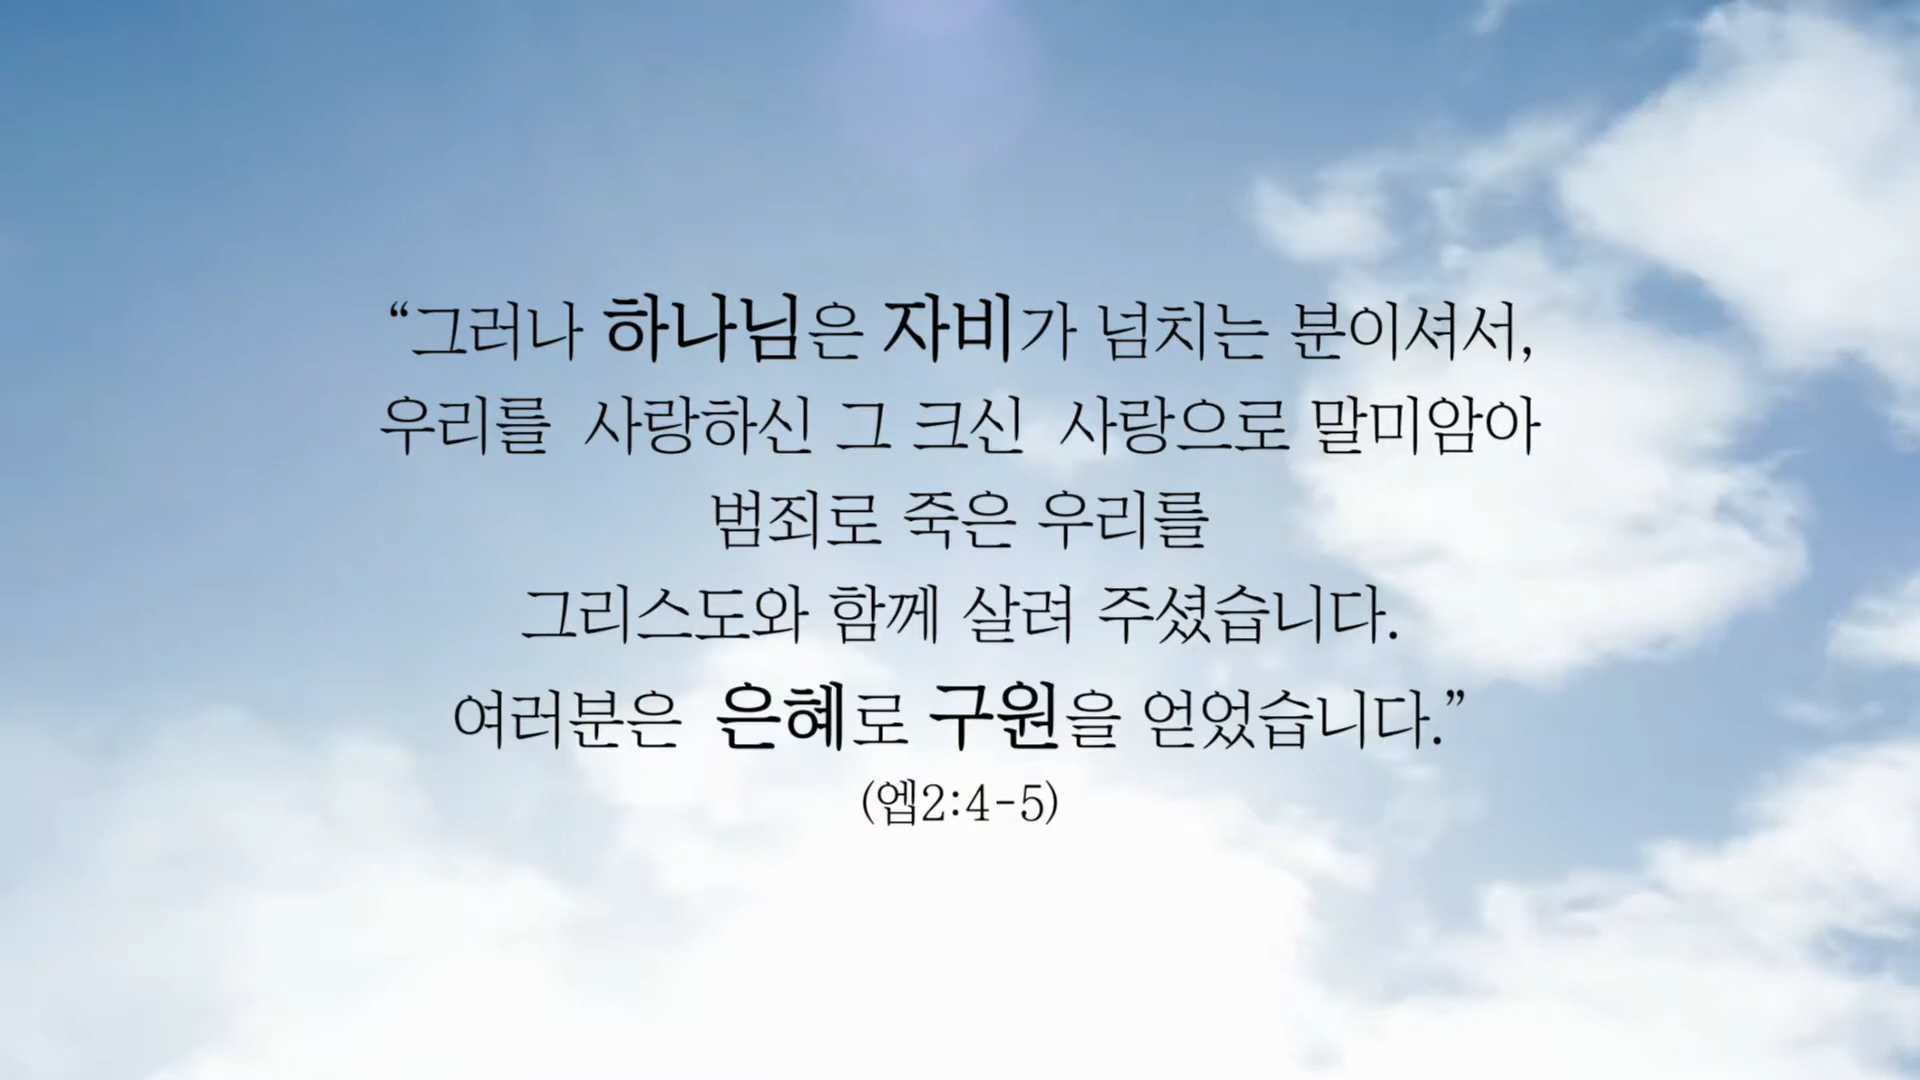 “그러나 하나님은 자비가 넘치는 분이셔서,
우리를 사랑하신 그 크신 사랑으로 말미암아
범죄로 죽은 우리를
그리스도와 함께 살려 주셨습니다.
여러분은 은혜로 구원을 얻었습니다.”
(엡2:4-5)